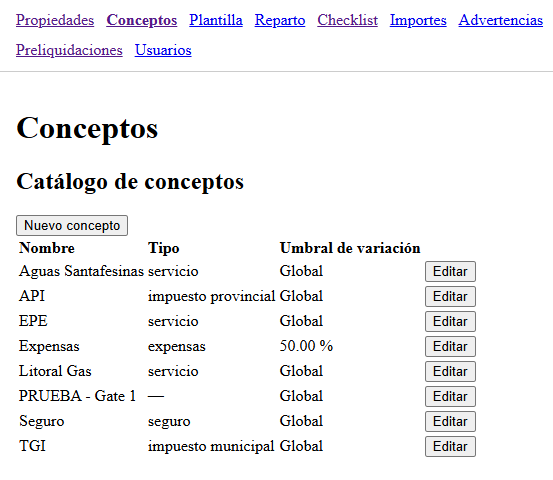 Propiedades Conceptos Plantilla Reparto Checklist Importes Advertencias
Preliquidaciones Usuarios
Conceptos
Catálogo de conceptos
Nuevo concepto
Nombre Tipo Umbral de variación
Aguas Santafesinas servicio Global Editar
API impuesto provincial Global Editar
EPE servicio Global Editar
Expensas expensas 50.00 % Editar
Litoral Gas servicio Global Editar
PRUEBA - Gate 1 — Global Editar
Seguro seguro Global Editar
TGI impuesto municipal Global Editar